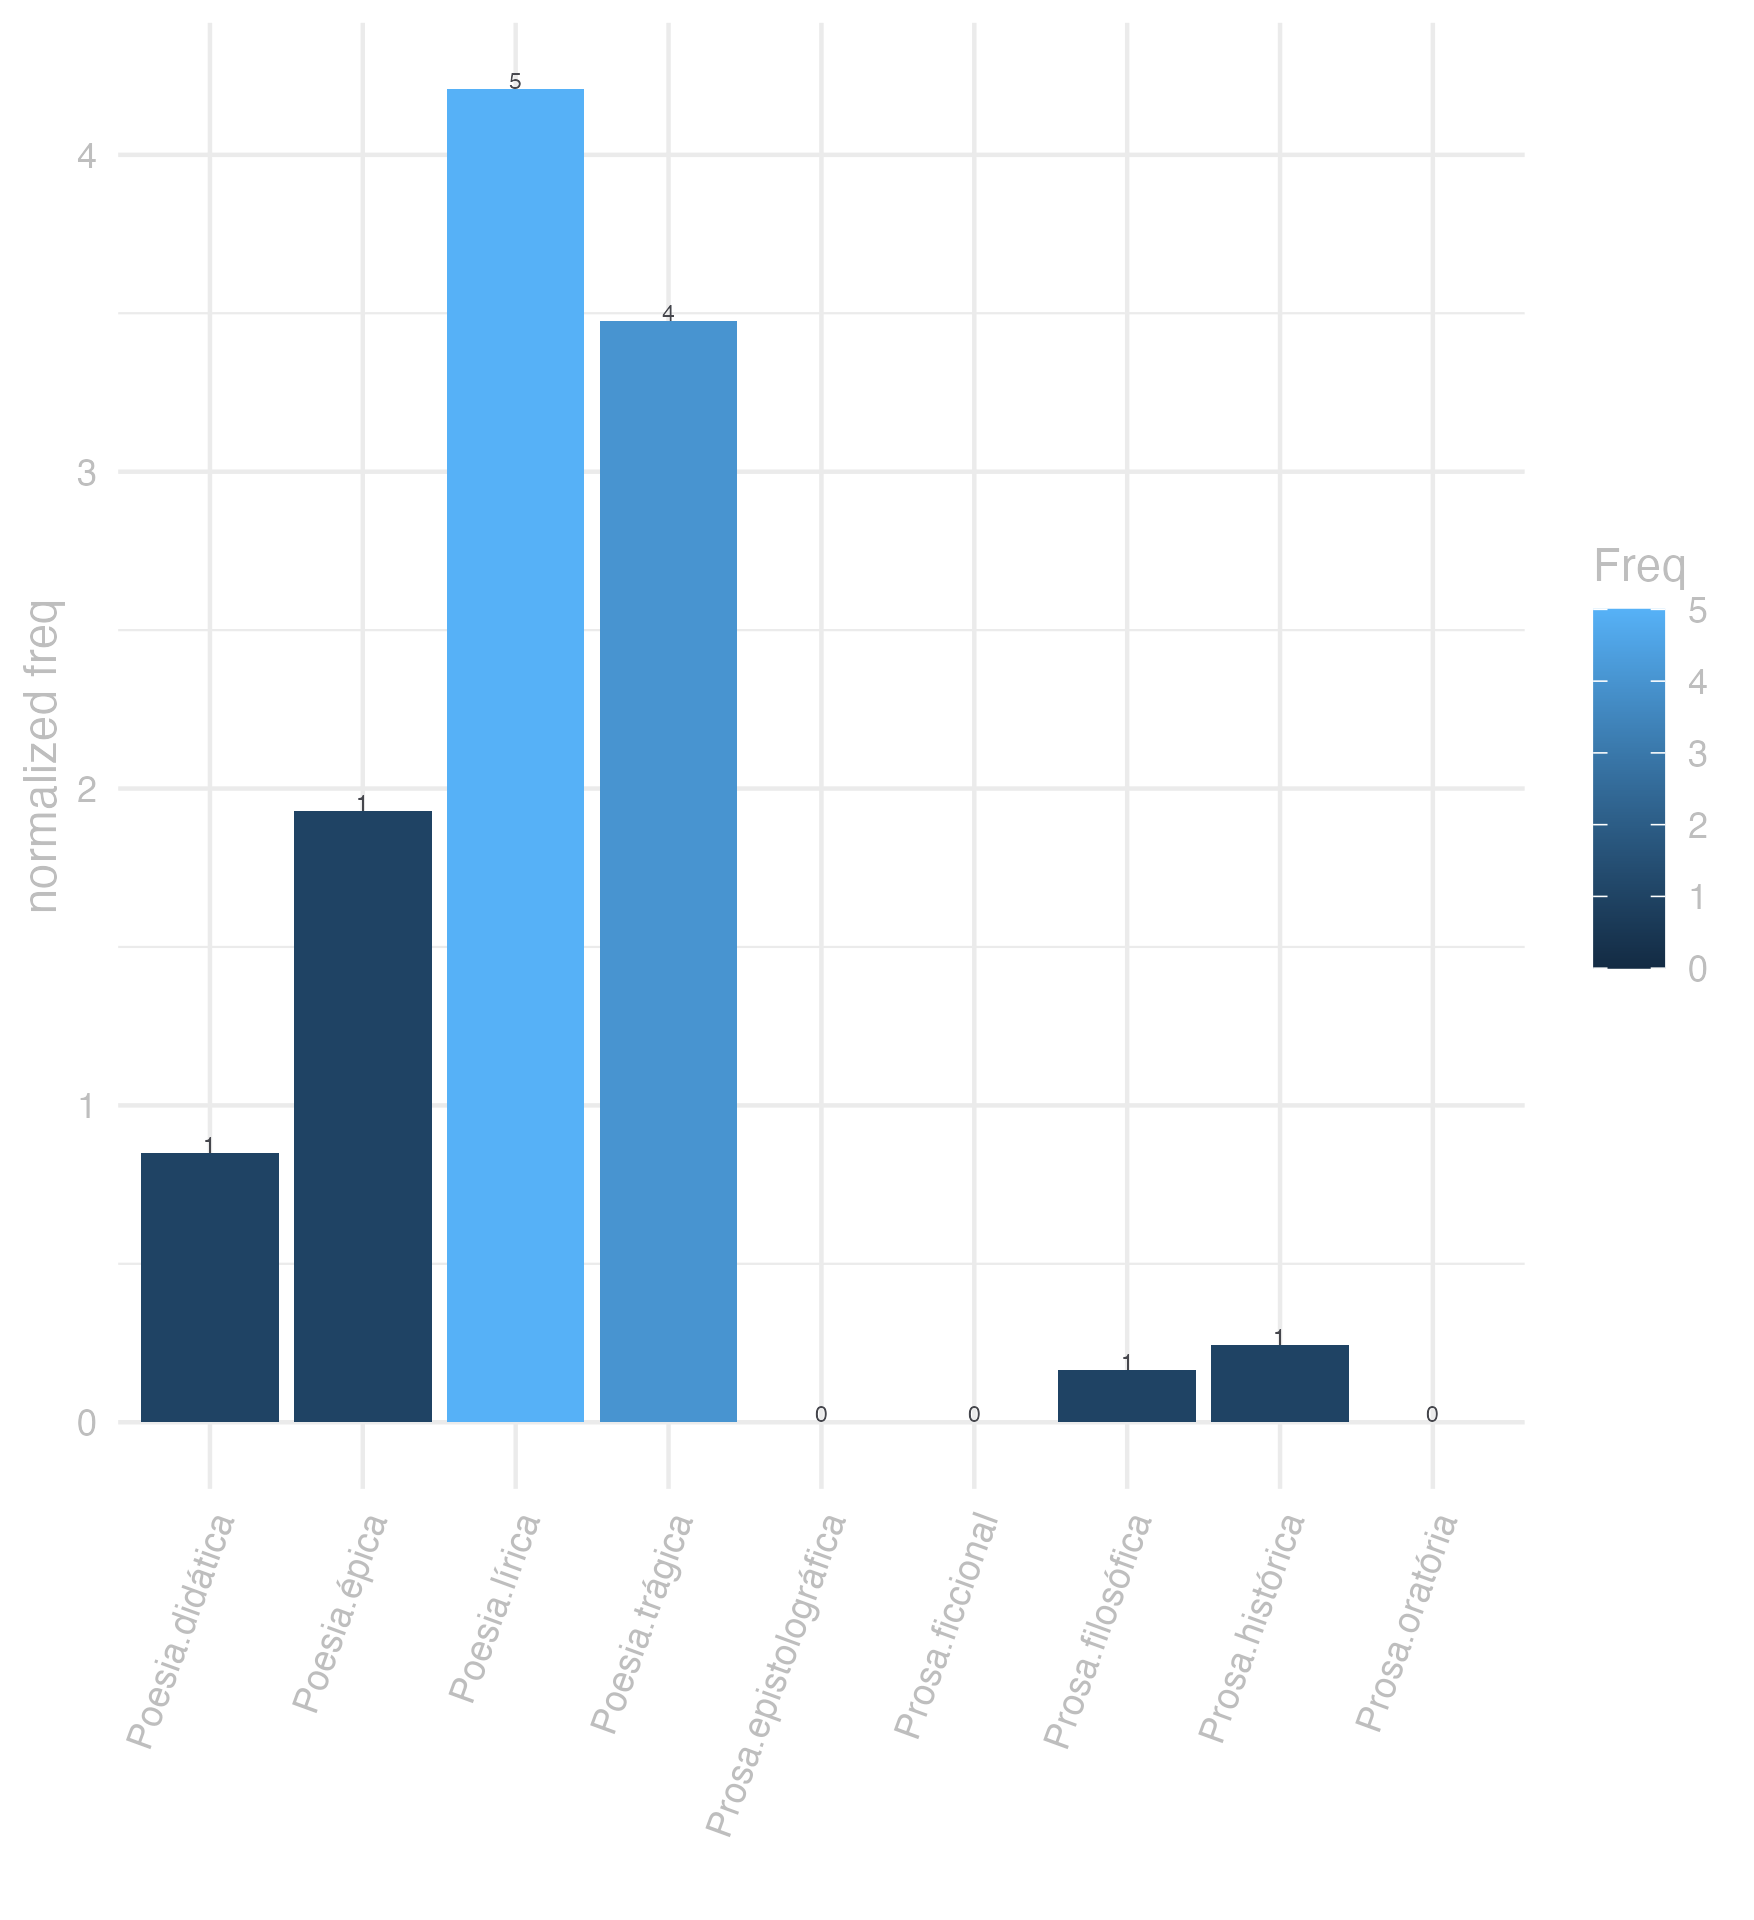 normalized freq
4
3
2
1
0
5
4
1
1
0
0
1
1
0
Poesia.didática
Poesia.épica
Poesia.lírica
Poesia.trágica
Prosa.epistolográfica
Prosa.ficcional
Prosa.filosófica
Prosa.histórica
Prosa.oratória
Freq
5
4
3
2
1
0